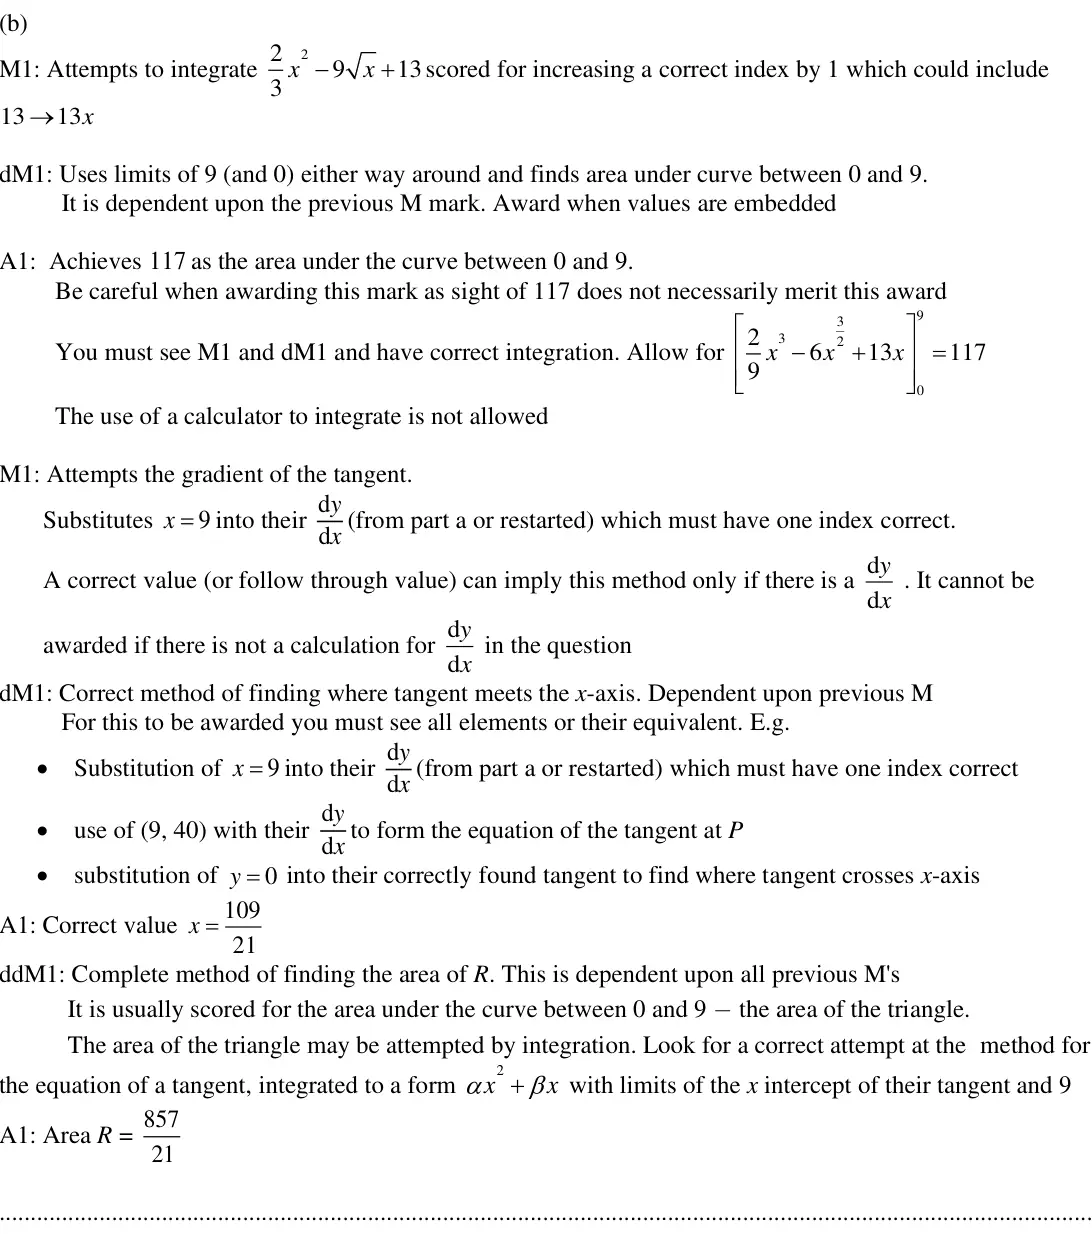 (b)
M1: Attempts to integrate 2/3 x² − 9√x + 13 scored for increasing a correct index by 1 which could include
13 → 13x
dM1: Uses limits of 9 (and 0) either way around and finds area under curve between 0 and 9.
It is dependent upon the previous M mark. Award when values are embedded
A1: Achieves 117 as the area under the curve between 0 and 9.
Be careful when awarding this mark as sight of 117 does not necessarily merit this award
You must see M1 and dM1 and have correct integration. Allow for [2/9 x³ − 6x^(3/2) + 13x]₀⁹ = 117
The use of a calculator to integrate is not allowed
M1: Attempts the gradient of the tangent.
Substitutes x = 9 into their dy/dx (from part a or restarted) which must have one index correct.
A correct value (or follow through value) can imply this method only if there is a dy/dx . It cannot be
awarded if there is not a calculation for dy/dx in the question
dM1: Correct method of finding where tangent meets the x-axis. Dependent upon previous M
For this to be awarded you must see all elements or their equivalent. E.g.
• Substitution of x = 9 into their dy/dx (from part a or restarted) which must have one index correct
• use of (9, 40) with their dy/dx to form the equation of the tangent at P
• substitution of y = 0 into their correctly found tangent to find where tangent crosses x-axis
A1: Correct value x = 109/21
ddM1: Complete method of finding the area of R. This is dependent upon all previous M's
It is usually scored for the area under the curve between 0 and 9 − the area of the triangle.
The area of the triangle may be attempted by integration. Look for a correct attempt at the method for
the equation of a tangent, integrated to a form αx² + βx with limits of the x intercept of their tangent and 9
A1: Area R = 857/21